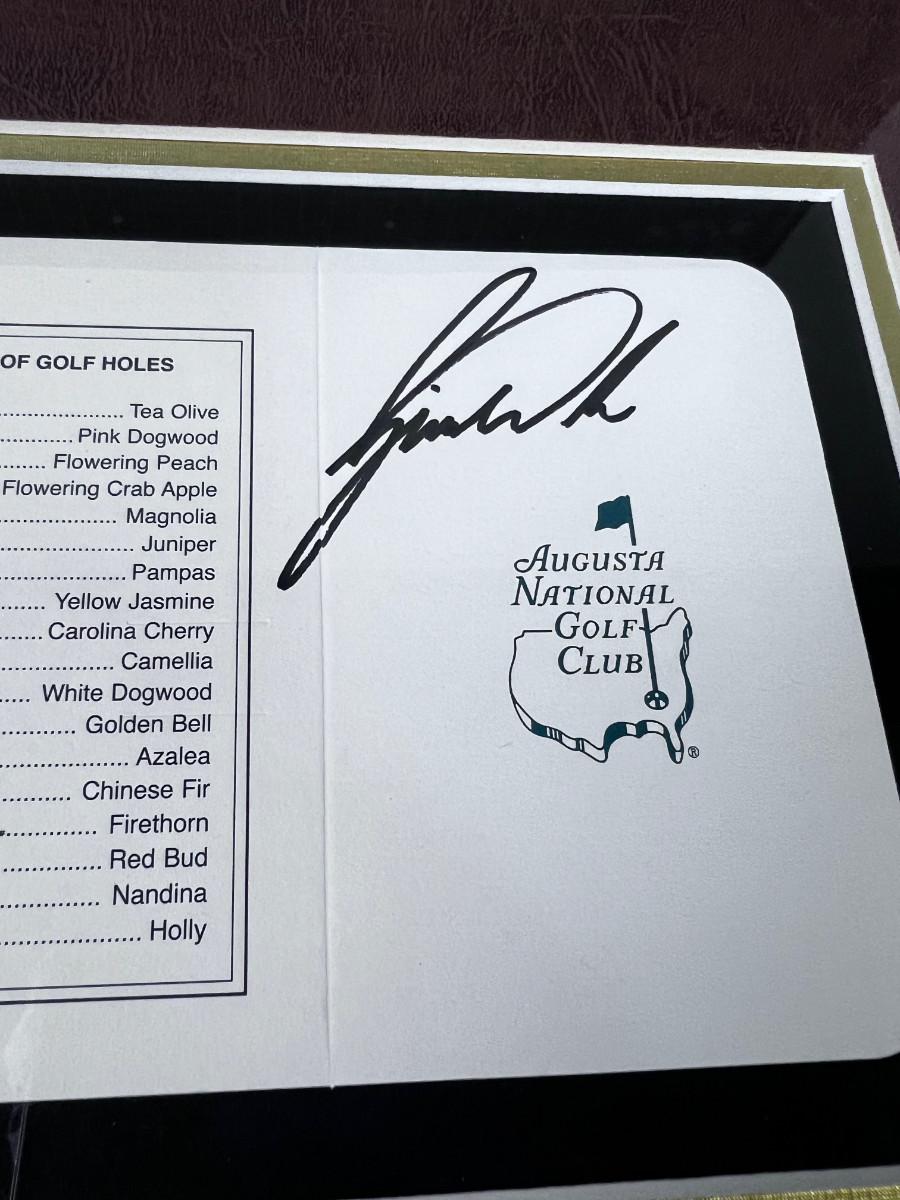 OF GOLF HOLES
........................ Tea Olive
............. Pink Dogwood
........ Flowering Peach
Flowering Crab Apple
..................... Magnolia
........................ Juniper
........................ Pampas
........ Yellow Jasmine
....... Carolina Cherry
..................... Camellia
..... White Dogwood
............. Golden Bell
........................ Azalea
............ Chinese Fir
............... Firethorn
................. Red Bud
................. Nandina
........................ Holly
AUGUSTA
NATIONAL
GOLF
CLUB
®